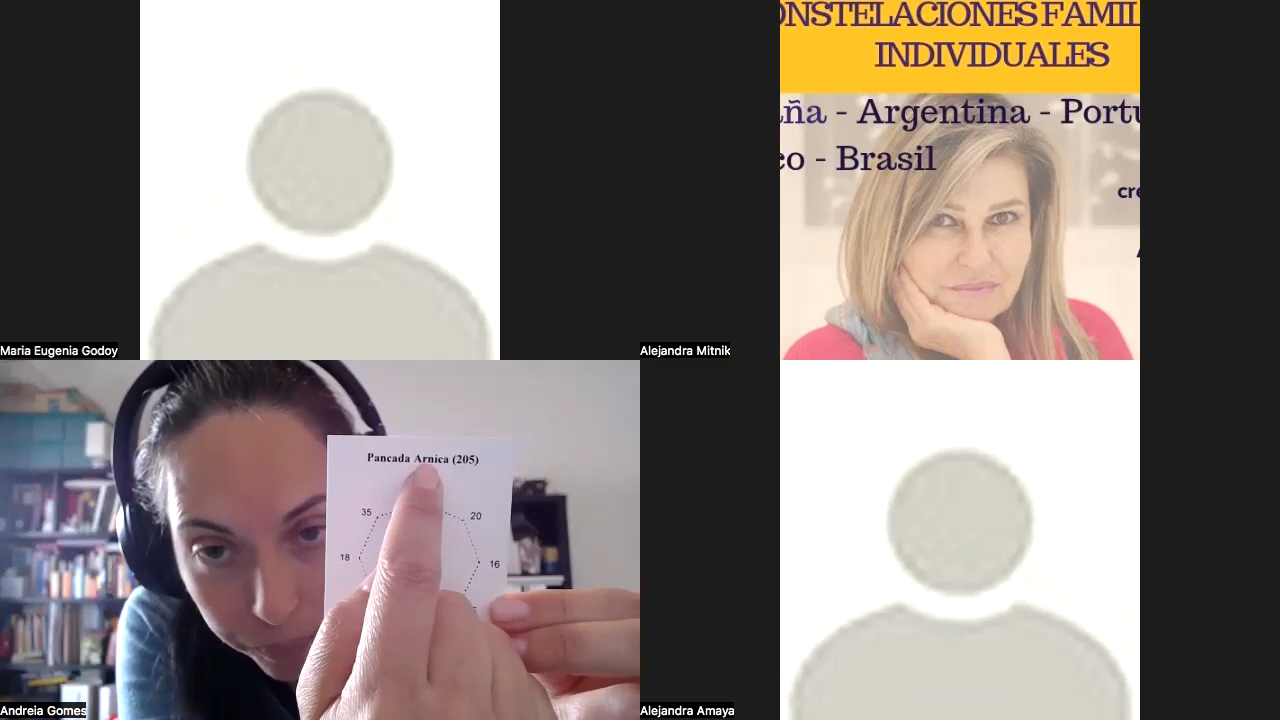 ONSTELACIONES FAMIL
INDIVIDUALES
ña - Argentina - Portu
co - Brasil
cre
Maria Eugenia Godoy
Alejandra Mitnik
Pancada Arnica (205)
35
20
18
16
Andreia Gomes
Alejandra Amaya